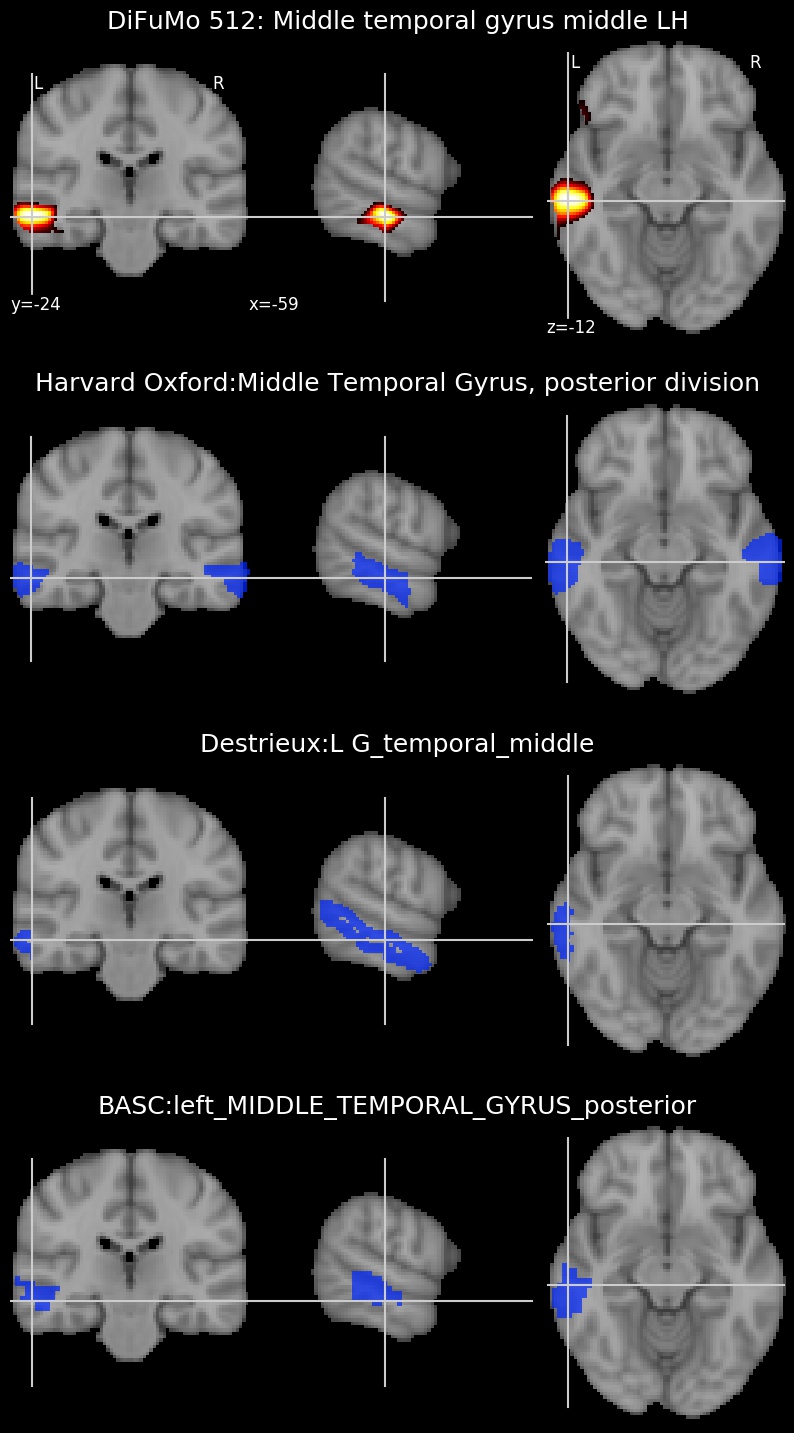 DiFuMo 512: Middle temporal gyrus middle LH
L R L R
y=-24 x=-59 z=-12
Harvard Oxford:Middle Temporal Gyrus, posterior division
Destrieux:L G_temporal_middle
BASC:left_MIDDLE_TEMPORAL_GYRUS_posterior